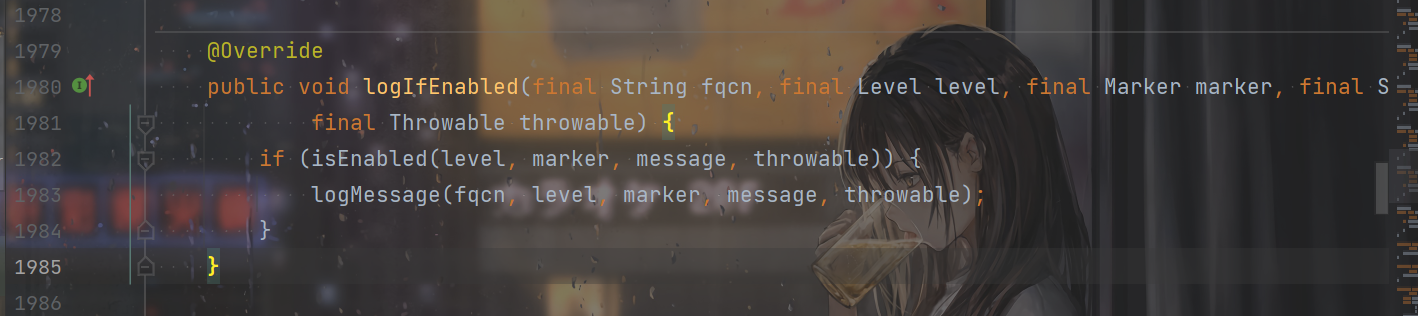 1978
1979 @Override
1980 public void logIfEnabled(final String fqcn, final Level level, final Marker marker, final S
1981 final Throwable throwable) {
1982 if (isEnabled(level, marker, message, throwable)) {
1983 logMessage(fqcn, level, marker, message, throwable);
1984 }
1985 }
1986